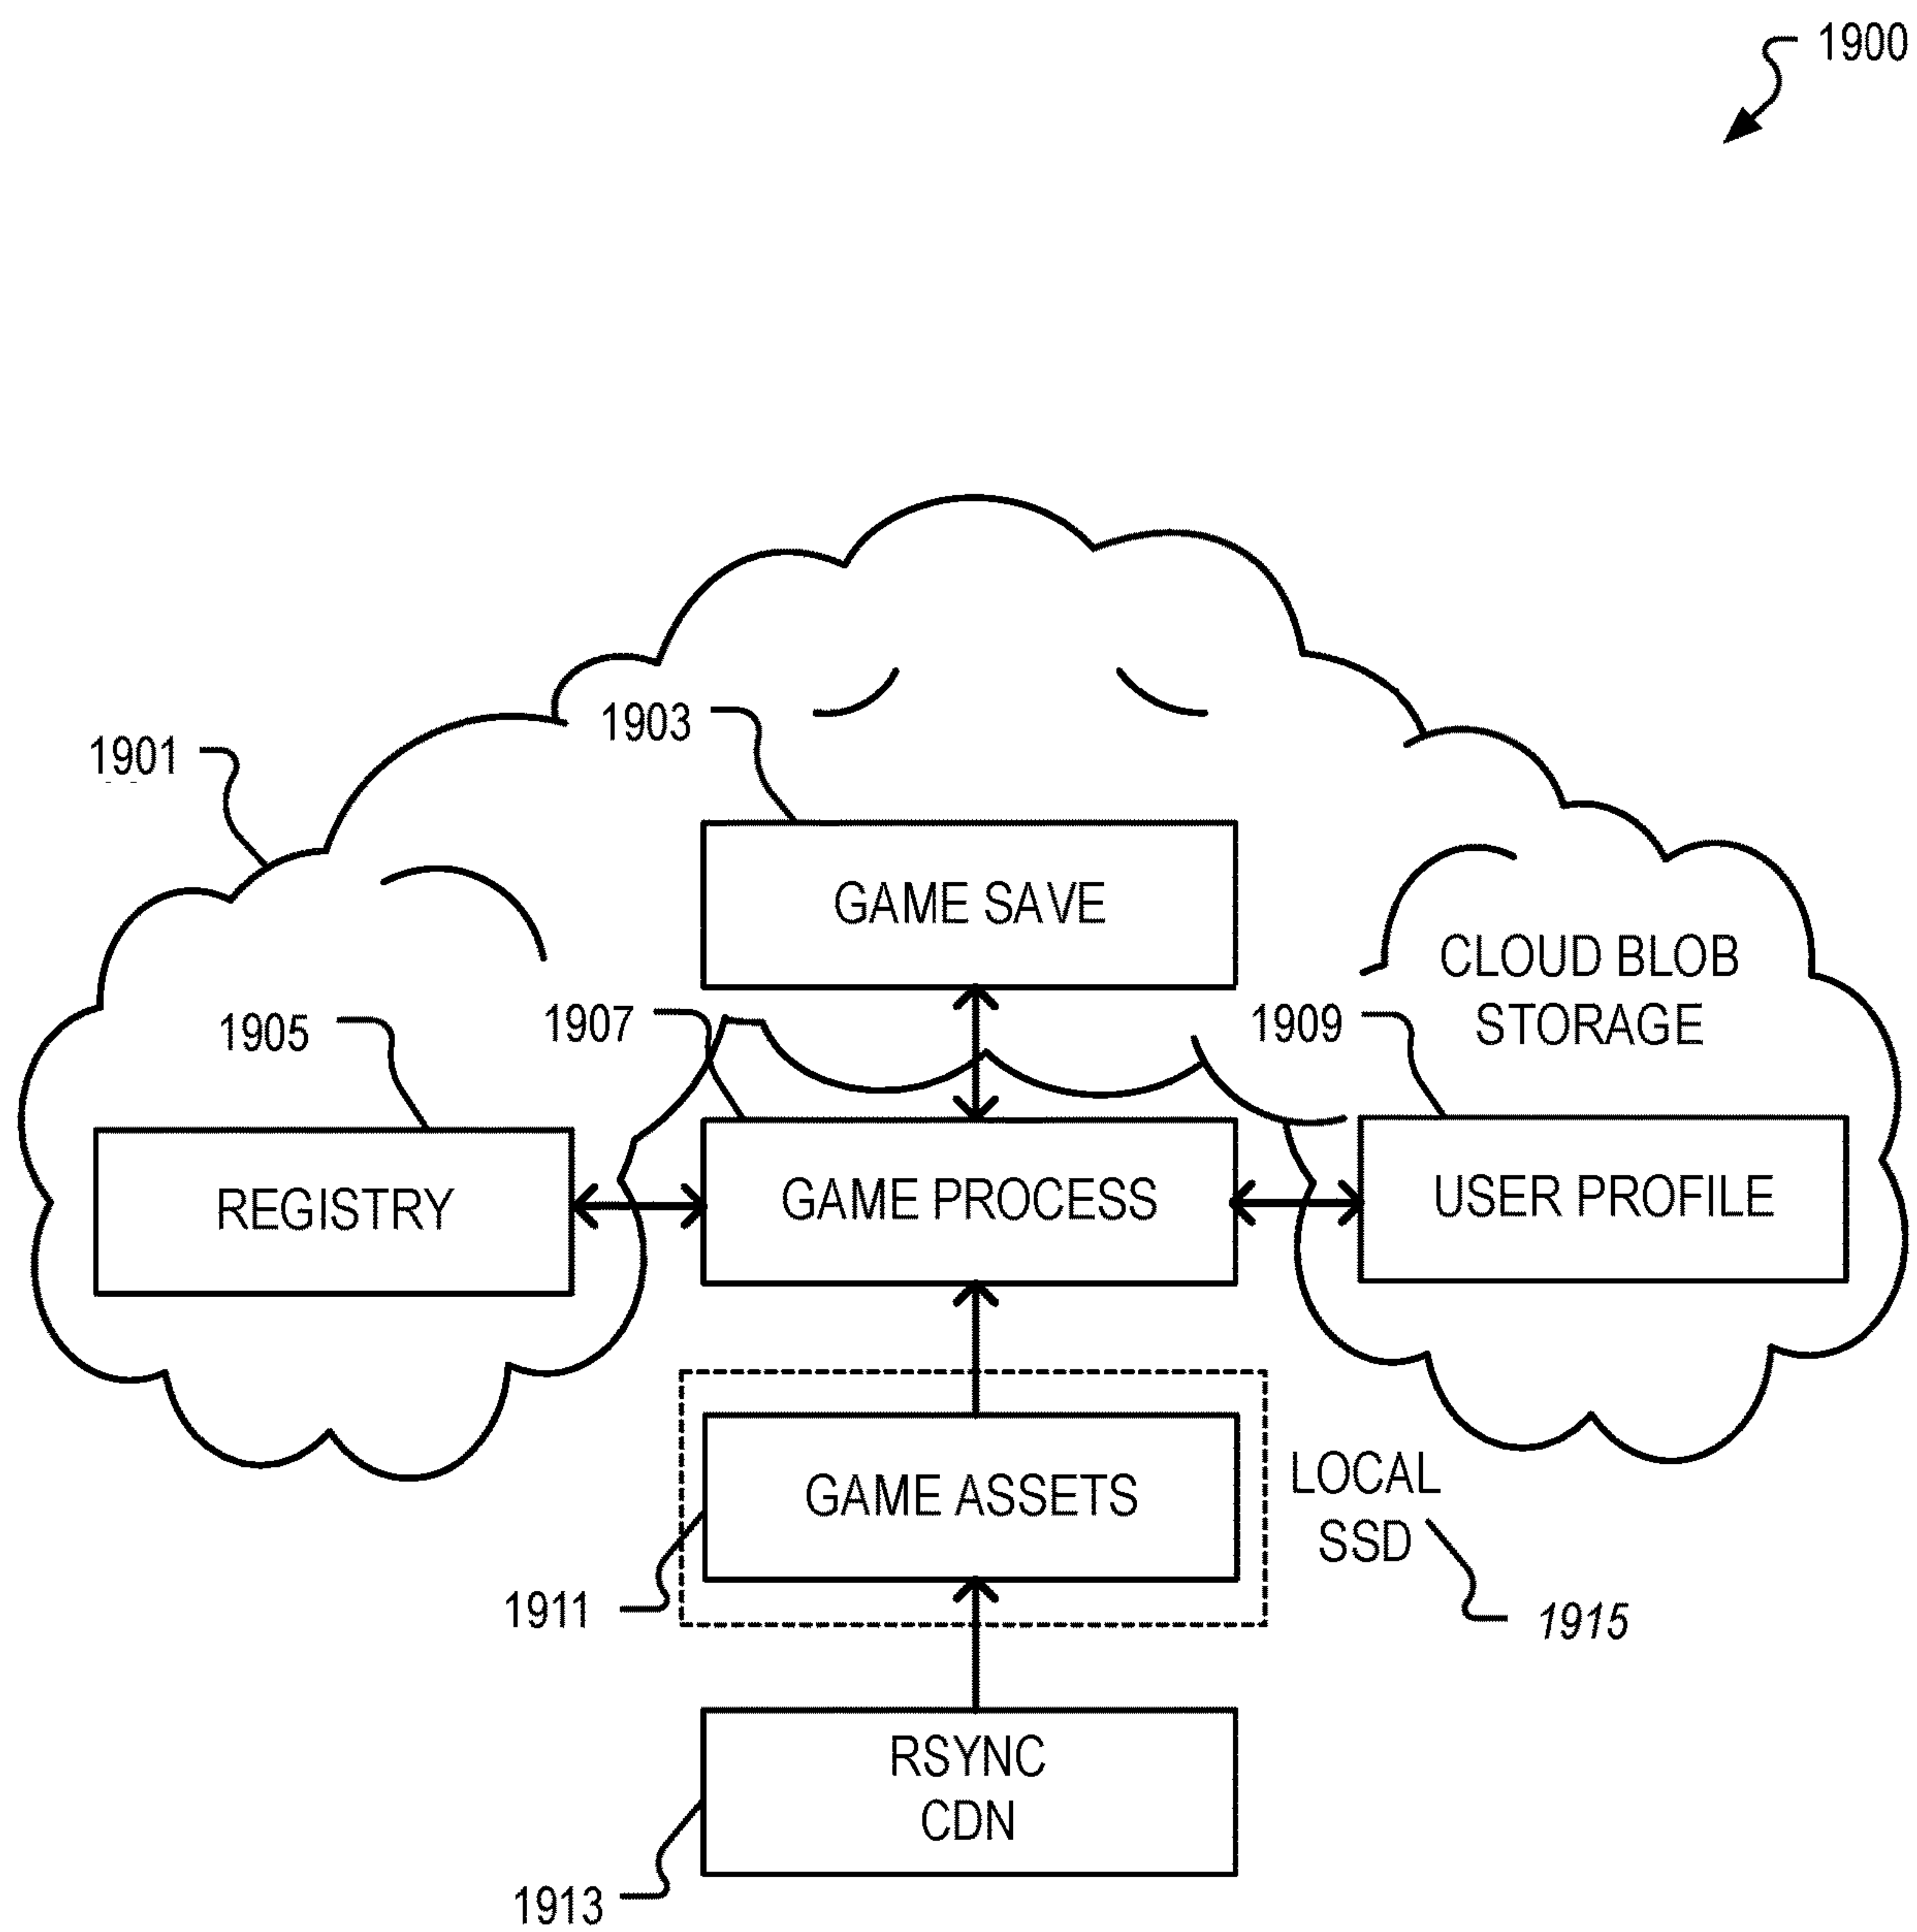 1900
1903
1901
GAME SAVE
CLOUD BLOB
STORAGE
1905
1907
1909
REGISTRY
GAME PROCESS
USER PROFILE
GAME ASSETS
LOCAL
SSD
1911
1915
RSYNC
CDN
1913